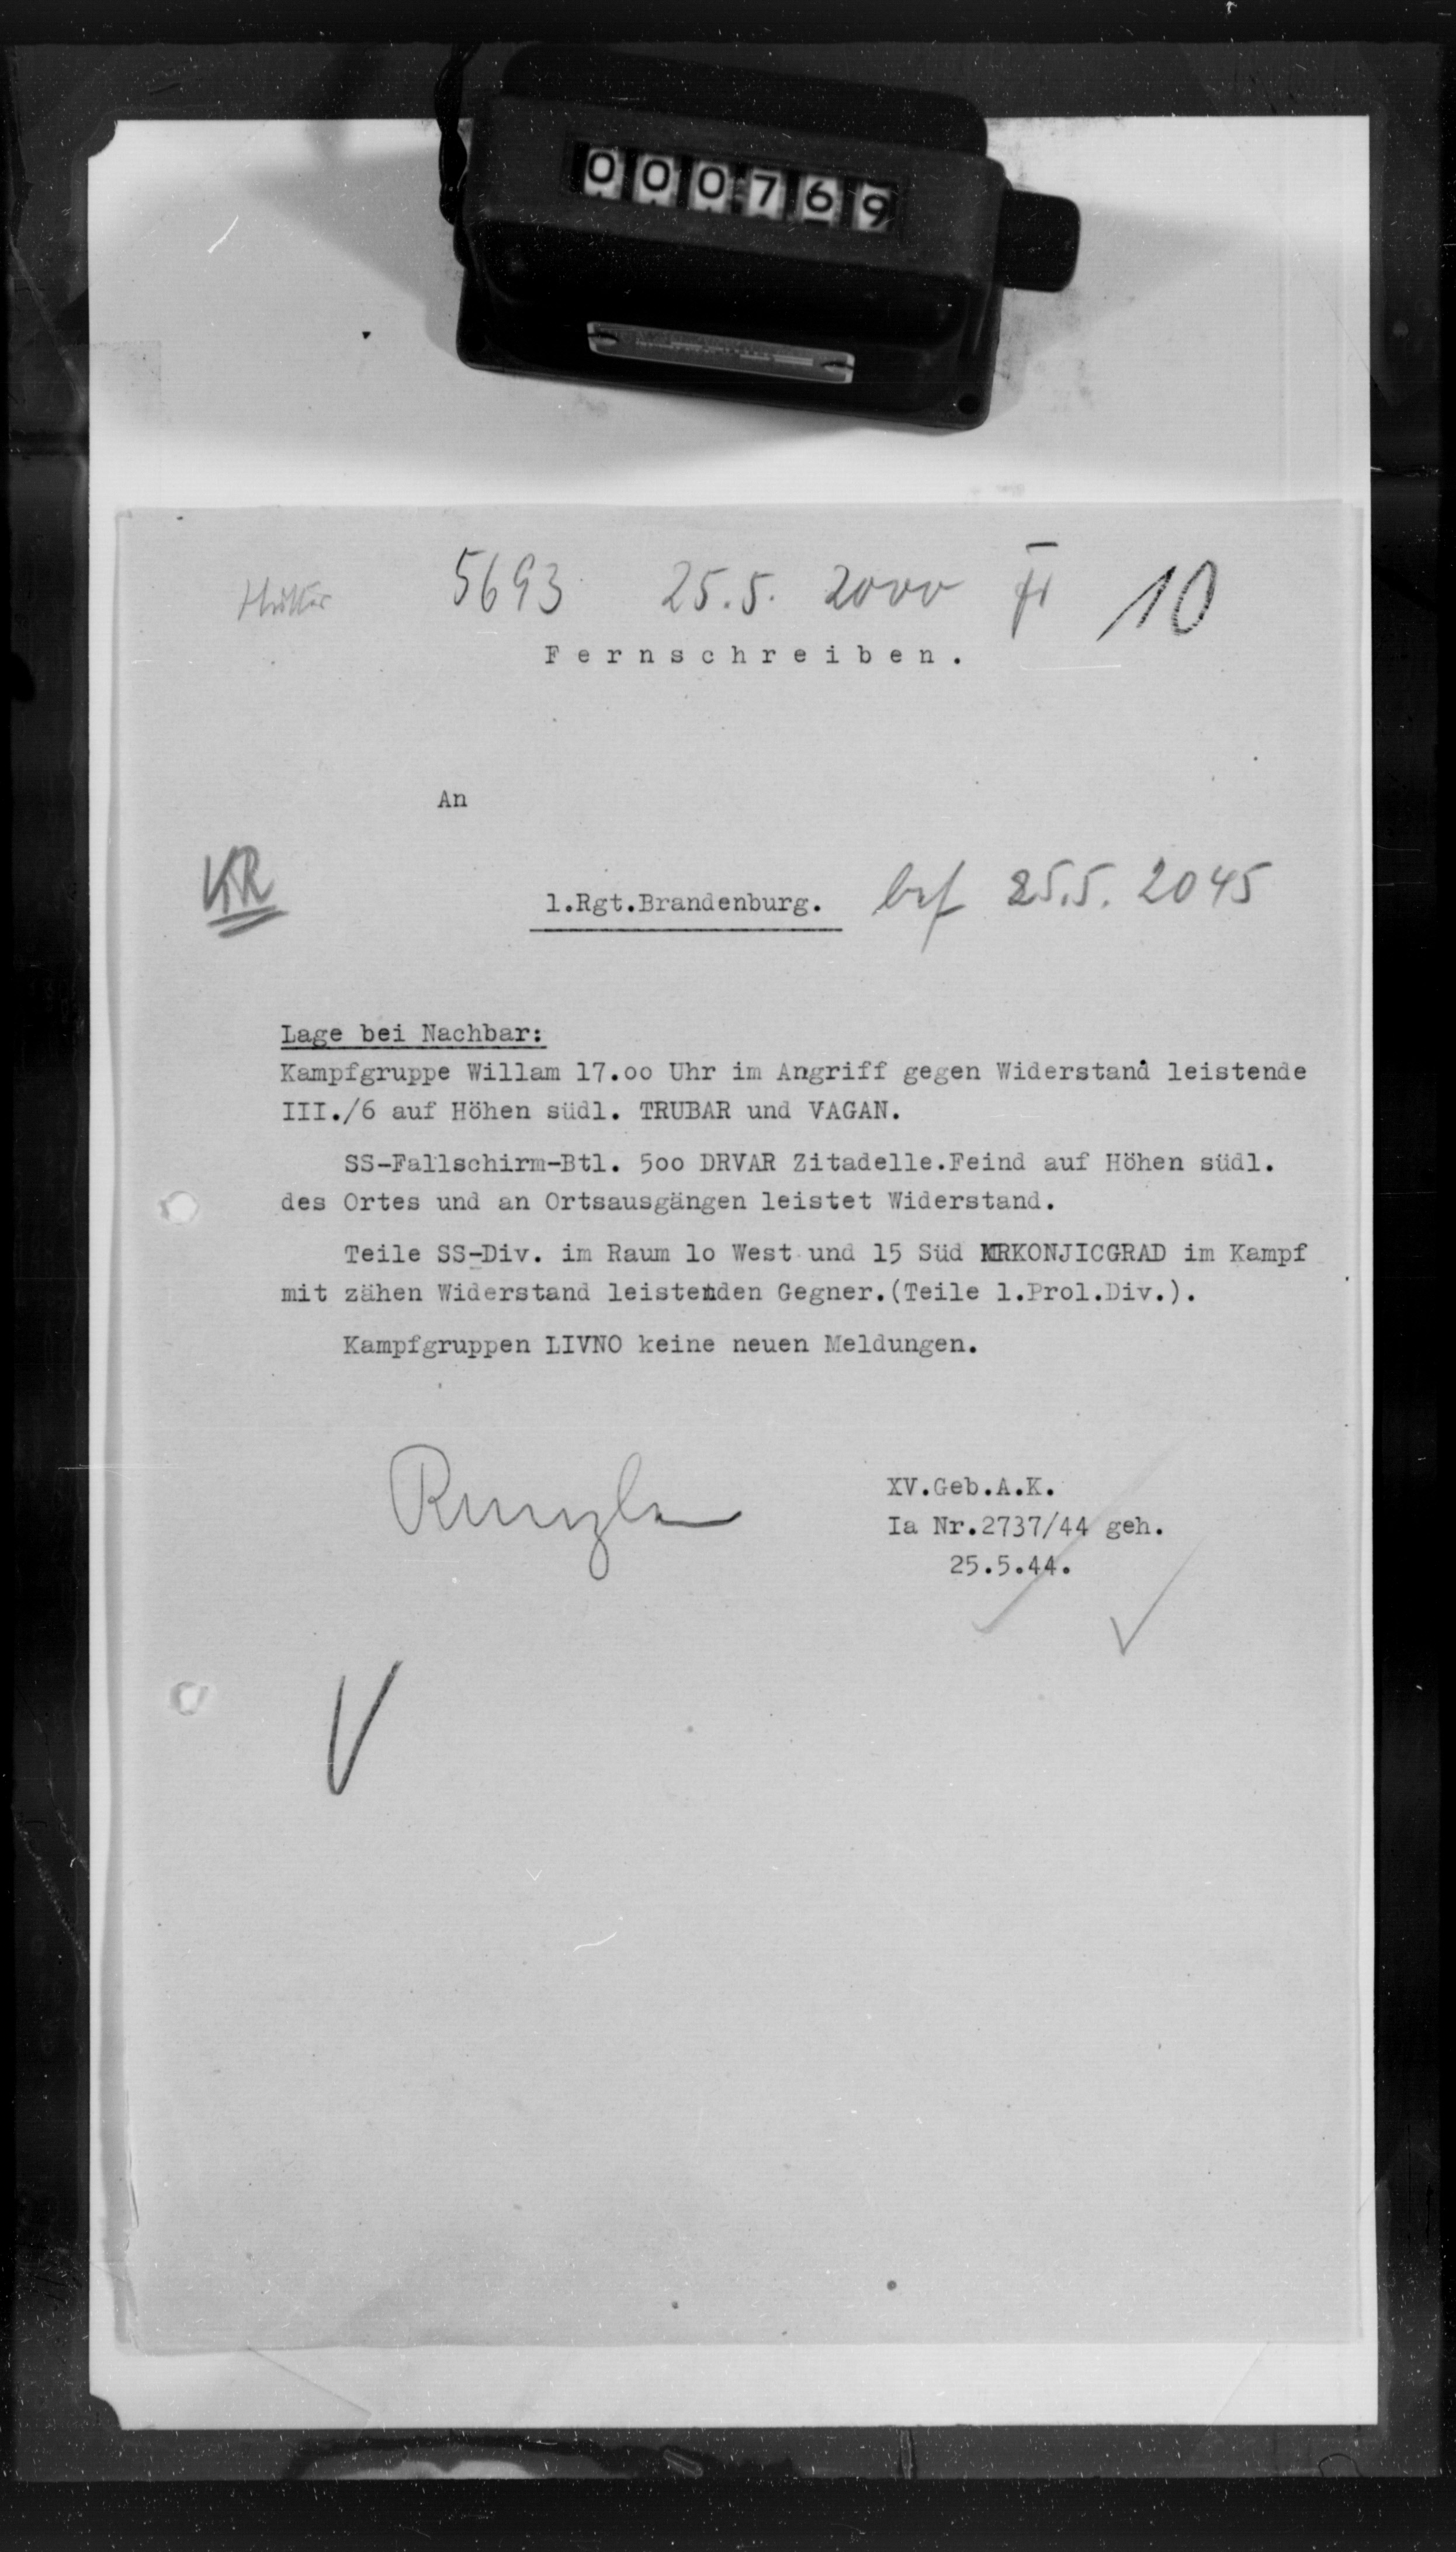 000769
5693 25.5. 2000 10
Fernschreiben.
An
KR
1.Rgt.Brandenburg. bef 25.5. 2045
Lage bei Nachbar:
Kampfgruppe Willam 17.oo Uhr im Angriff gegen Widerstand leistende
III./6 auf Höhen südl. TRUBAR und VAGAN.
SS-Fallschirm-Btl. 5oo DRVAR Zitadelle.Feind auf Höhen südl.
des Ortes und an Ortsausgängen leistet Widerstand.
Teile SS-Div. im Raum lo West und 15 Süd MRKONJICGRAD im Kampf
mit zähen Widerstand leistenden Gegner.(Teile 1.Prol.Div.).
Kampfgruppen LIVNO keine neuen Meldungen.
XV.Geb.A.K.
Ia Nr.2737/44 geh.
25.5.44.